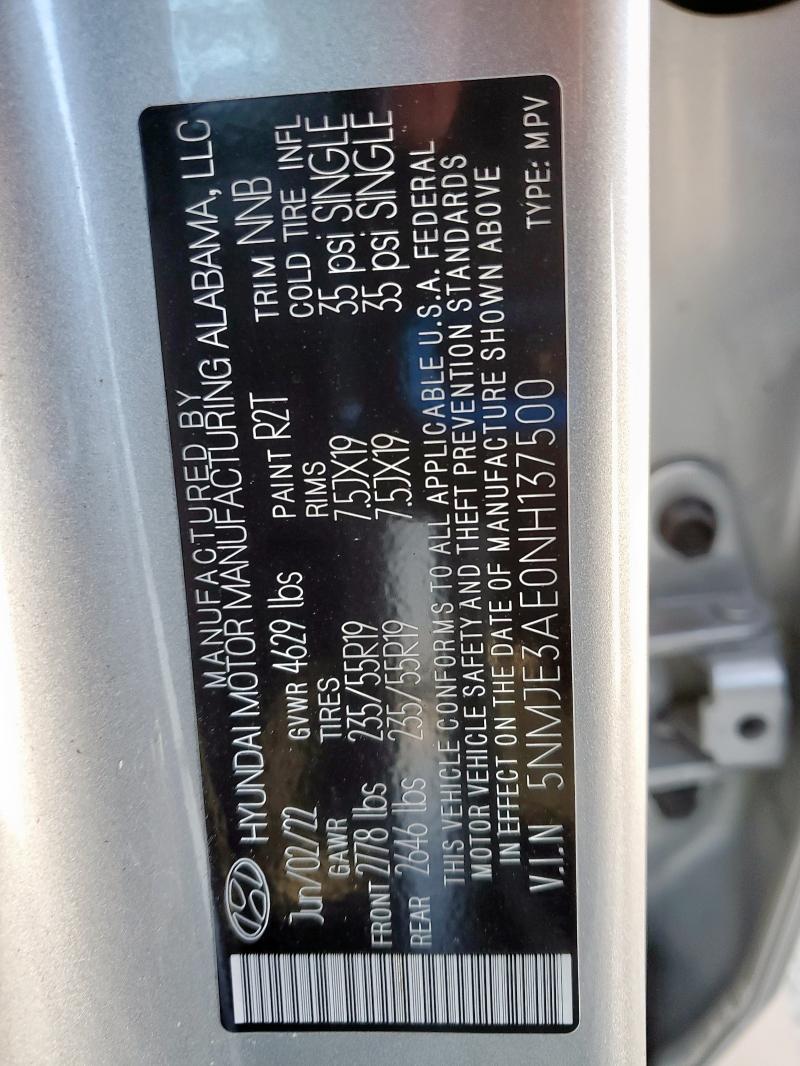 MANUFACTURED BY
HYUNDAI MOTOR MANUFACTURING ALABAMA, LLC
Jun/02/22 GVWR 4629 lbs PAINT R2T TRIM NNB
GAWR TIRES RIMS COLD TIRE INFL
FRONT 2778 lbs 235/55R19 7.5JX19 35 psi SINGLE
REAR 2646 lbs 235/55R19 7.5JX19 35 psi SINGLE
THIS VEHICLE CONFORMS TO ALL APPLICABLE U.S.A. FEDERAL
MOTOR VEHICLE SAFETY AND THEFT PREVENTION STANDARDS
IN EFFECT ON THE DATE OF MANUFACTURE SHOWN ABOVE
V.I.N 5NMJE3AE0NH137500 TYPE: MPV